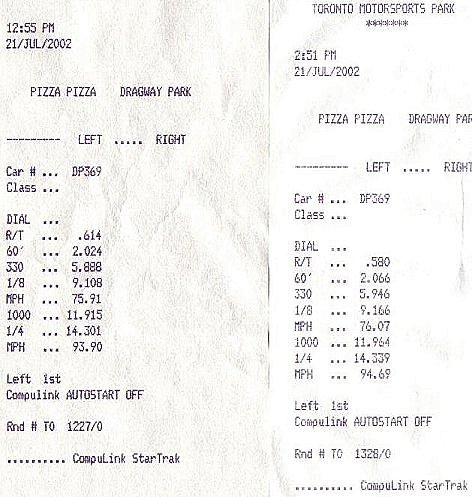 12:55 PM
21/JUL/2002
PIZZA PIZZA DRAGWAY PARK
--------- LEFT ..... RIGHT
Car # ... DP369
Class ...
DIAL ...
R/T ... .614
60' ... 2.024
330 ... 5.888
1/8 ... 9.108
MPH ... 75.91
1000 ... 11.915
1/4 ... 14.301
MPH ... 93.90
Left 1st
Compulink AUTOSTART OFF
Rnd # TO 1227/0
.......... CompuLink StarTrak
TORONTO MOTORSPORTS PARK
*******
2:51 PM
21/JUL/2002
PIZZA PIZZA DRAGWAY PAR
--------- LEFT ..... RIGHT
Car # ... DP369
Class ...
DIAL ...
R/T ... .580
60' ... 2.066
330 ... 5.946
1/8 ... 9.166
MPH ... 76.07
1000 ... 11.964
1/4 ... 14.339
MPH ... 94.69
Left 1st
Compulink AUTOSTART OFF
Rnd # TO 1328/0
.......... CompuLink StarTrak